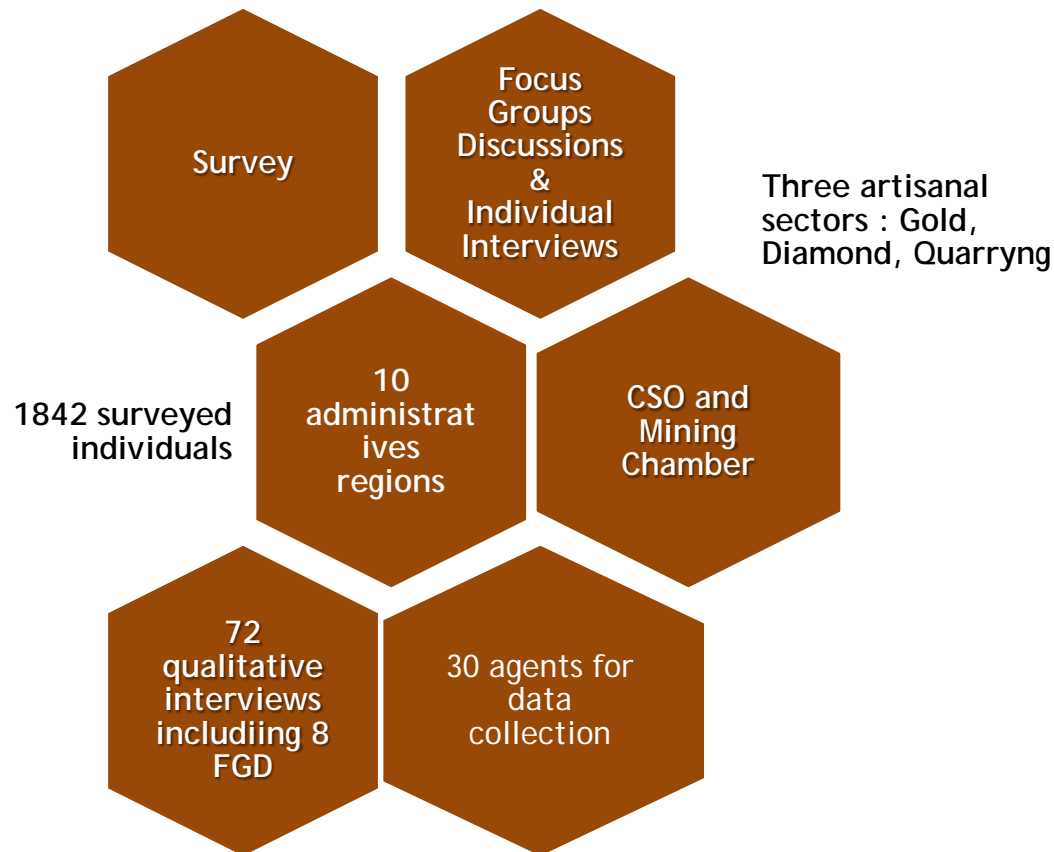 Survey
Focus
Groups
Discussions
&
Individual
Interviews
Three artisanal
sectors : Gold,
Diamond, Quarryng
1842 surveyed
individuals
10
administrat
ives
regions
CSO and
Mining
Chamber
72
qualitative
interviews
includiing 8
FGD
30 agents for
data
collection